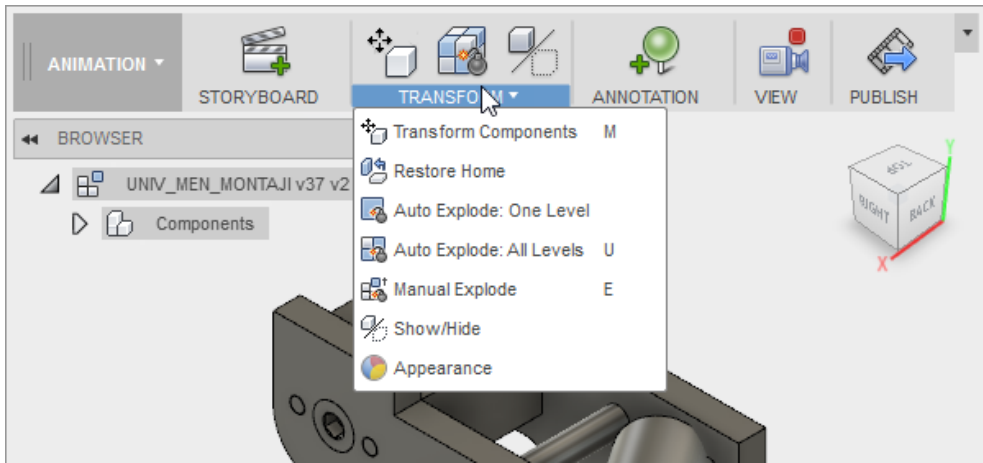 ANIMATION
STORYBOARD
TRANSFORM
ANNOTATION
VIEW
PUBLISH
BROWSER
UNIV_MEN_MONTAJI v37 v2
Components
Transform Components M
Restore Home
Auto Explode: One Level
Auto Explode: All Levels U
Manual Explode E
Show/Hide
Appearance
TOP
RIGHT
BACK
Y
X